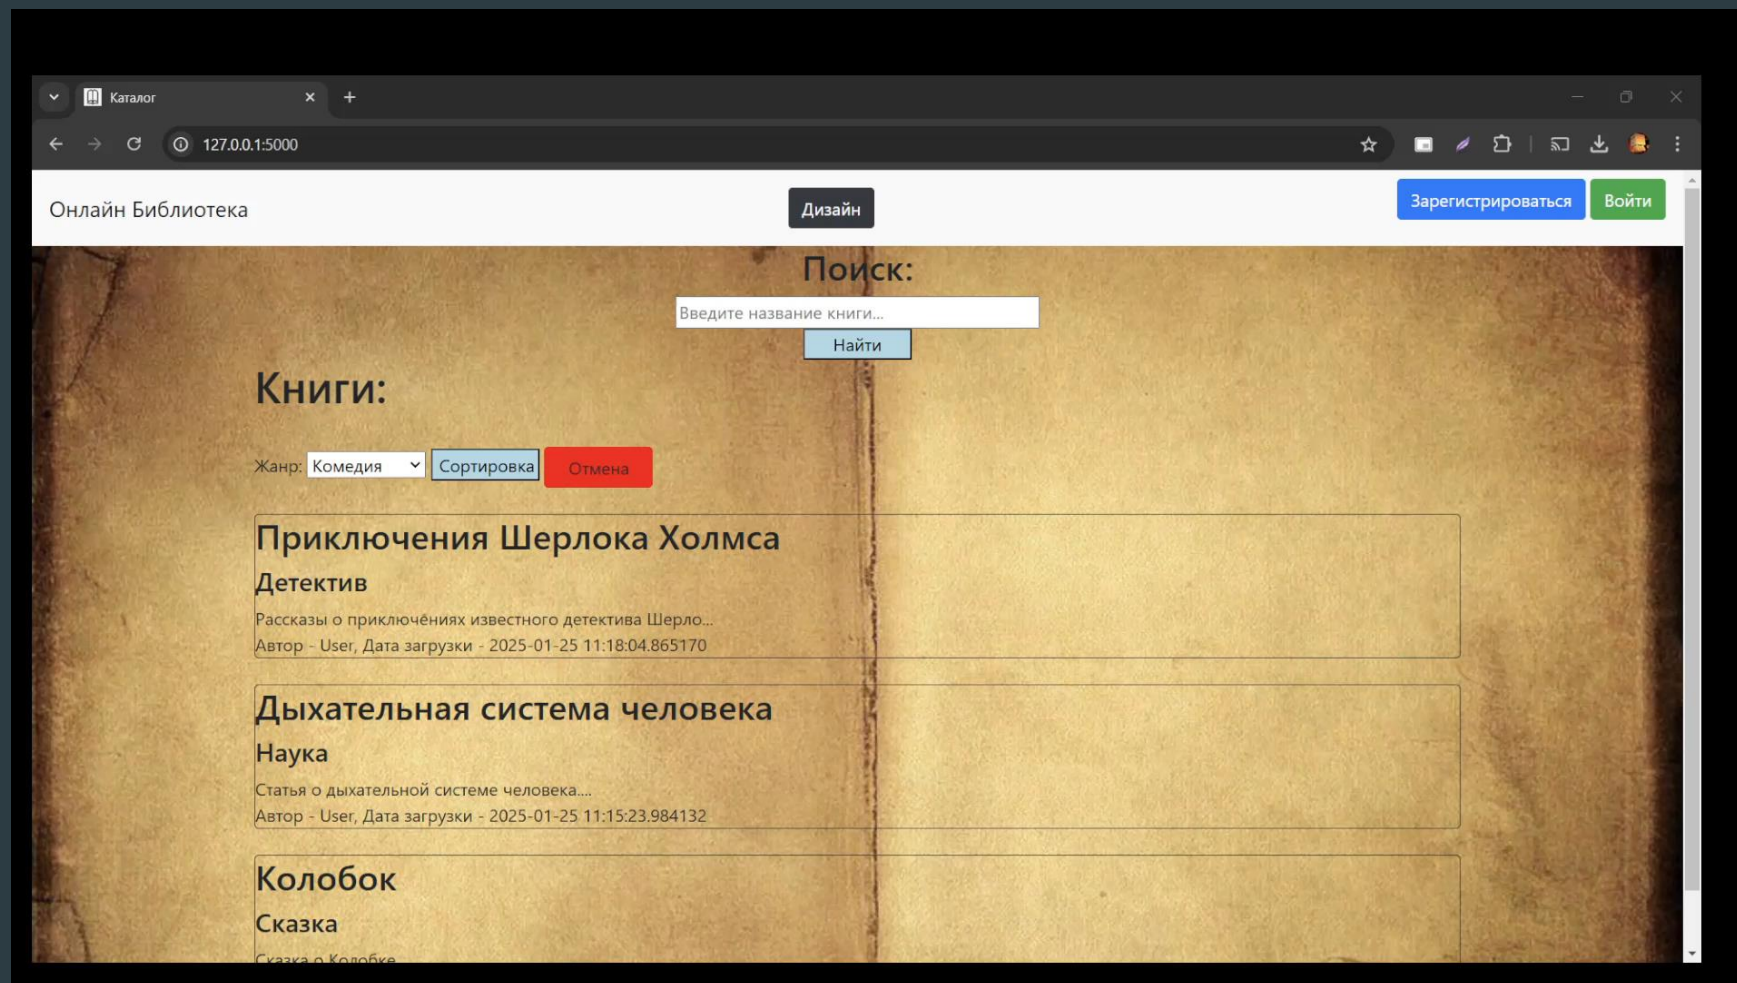 Каталог
127.0.0.1:5000
Онлайн Библиотека
Дизайн
Зарегистрироваться
Войти
Поиск:
Введите название книги...
Найти
Книги:
Жанр: Комедия Сортировка Отмена
Приключения Шерлока Холмса
Детектив
Рассказы о приключениях известного детектива Шерло...
Автор - User, Дата загрузки - 2025-01-25 11:18:04.865170
Дыхательная система человека
Наука
Статья о дыхательной системе человека....
Автор - User, Дата загрузки - 2025-01-25 11:15:23.984132
Колобок
Сказка
Сказка о Колобке